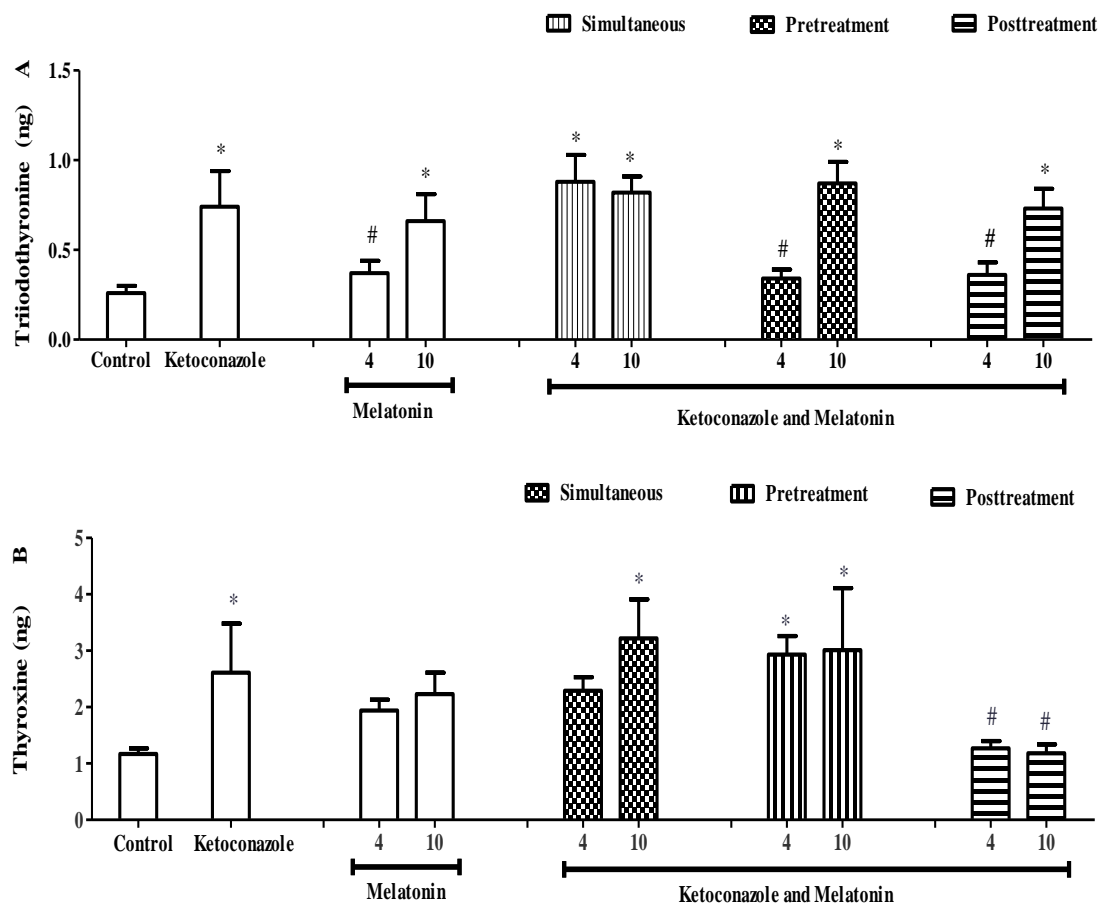 Simultaneous Pretreatment Posttreatment
A
Triiodothyronine (ng)
1.5
1.0
0.5
0.0
* # * * * # * # *
Control Ketoconazole 4 10 4 10 4 10 4 10
Melatonin
Ketoconazole and Melatonin
Simultaneous Pretreatment Posttreatment
B
Thyroxine (ng)
5
4
3
2
1
0
* * * * # #
Control Ketoconazole 4 10 4 10 4 10 4 10
Melatonin
Ketoconazole and Melatonin